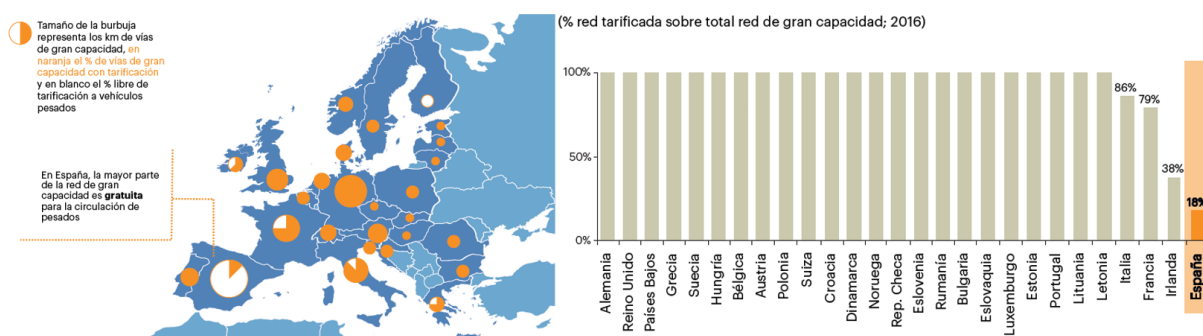 Tamaño de la burbuja
representa los km de vías
de gran capacidad, en
naranja el % de vías de gran
capacidad con tarificación
y en blanco el % libre de
tarificación a vehículos
pesados
En España, la mayor parte
de la red de gran
capacidad es gratuita
para la circulación de
pesados
(% red tarificada sobre total red de gran capacidad; 2016)
100%
50%
0%
86%
79%
38%
18%
Alemania
Reino Unido
Paises Bajos
Grecia
Suecia
Hungría
Bélgica
Austria
Polonia
Suiza
Croacia
Dinamarca
Noruega
Rep. Checa
Eslovenia
Rumanía
Bulgaría
Eslovaquia
Luxemburgo
Estonia
Portugal
Lituania
Letonia
Italia
Francia
Irlanda
España